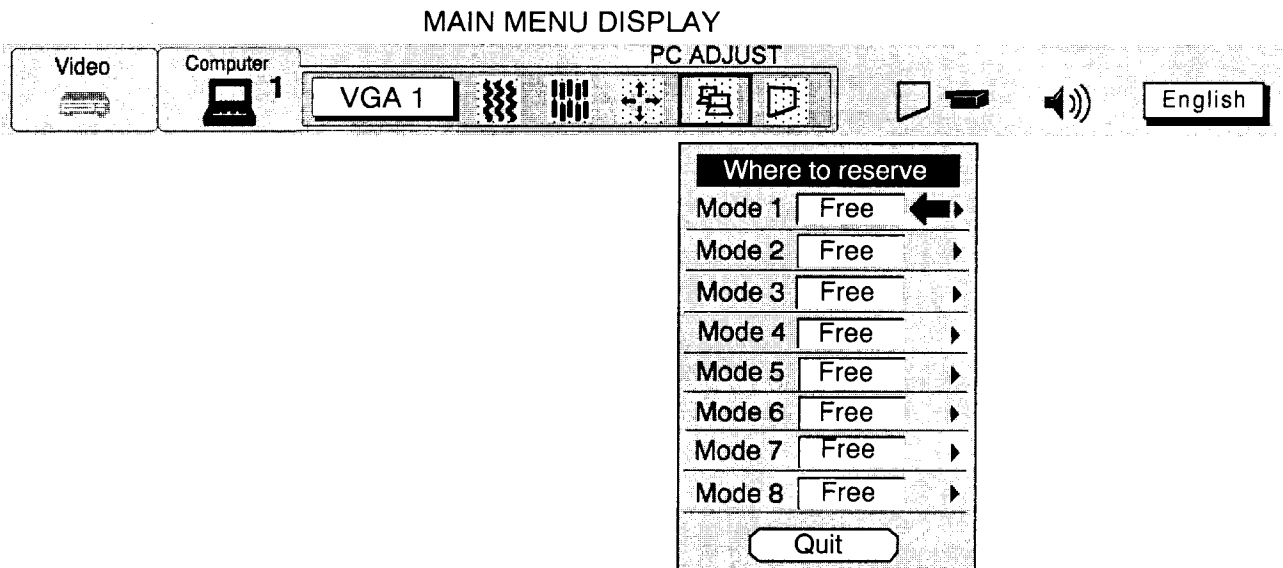 MAIN MENU DISPLAY
PC ADJUST
Video
Computer
1
VGA 1
English
Where to reserve
Mode 1 Free
Mode 2 Free
Mode 3 Free
Mode 4 Free
Mode 5 Free
Mode 6 Free
Mode 7 Free
Mode 8 Free
Quit